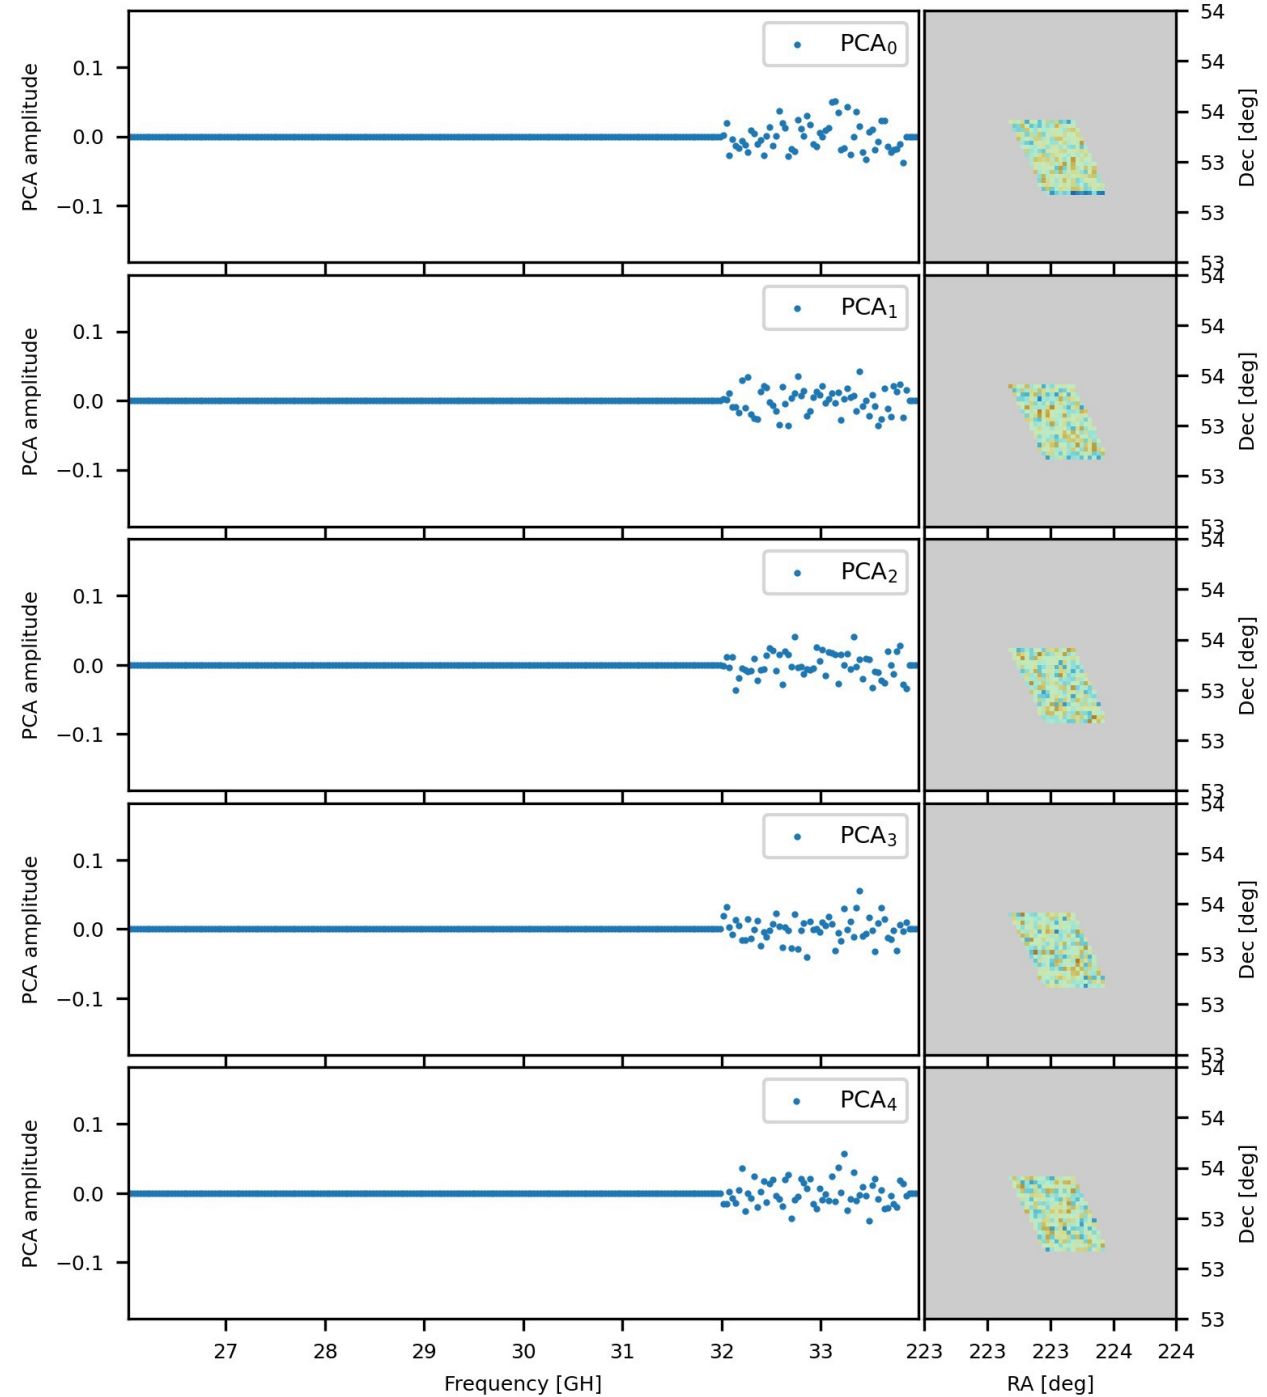 PCA amplitude
0.1
0.0
−0.1
PCA₀
54
54
54
53
53
53
Dec [deg]
PCA amplitude
0.1
0.0
−0.1
PCA₁
54
54
54
53
53
53
Dec [deg]
PCA amplitude
0.1
0.0
−0.1
PCA₂
54
54
54
53
53
53
Dec [deg]
PCA amplitude
0.1
0.0
−0.1
PCA₃
54
54
54
53
53
53
Dec [deg]
PCA amplitude
0.1
0.0
−0.1
PCA₄
54
54
54
53
53
53
Dec [deg]
27 28 29 30 31 32 33
Frequency [GH]
223 223 223 224 224
RA [deg]